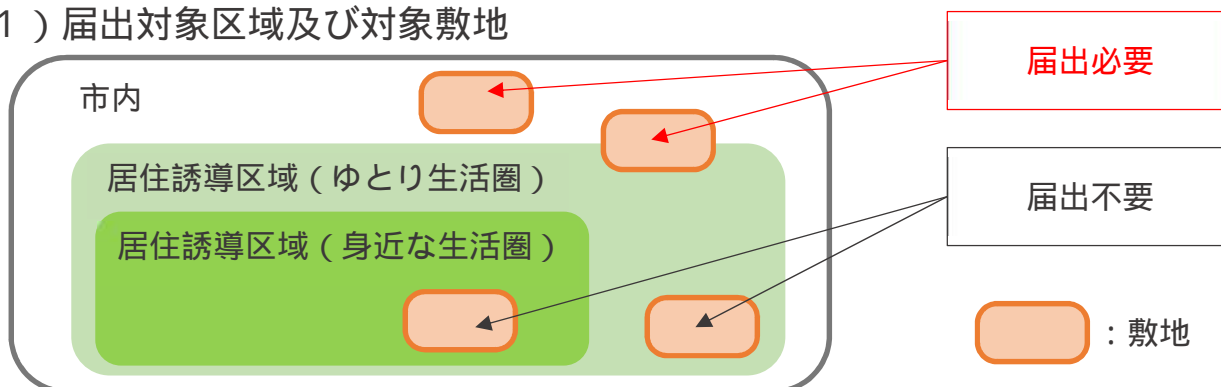 1）届出対象区域及び対象敷地
届出必要
市内
居住誘導区域（ゆとり生活圏）
届出不要
居住誘導区域（身近な生活圏）
：敷地